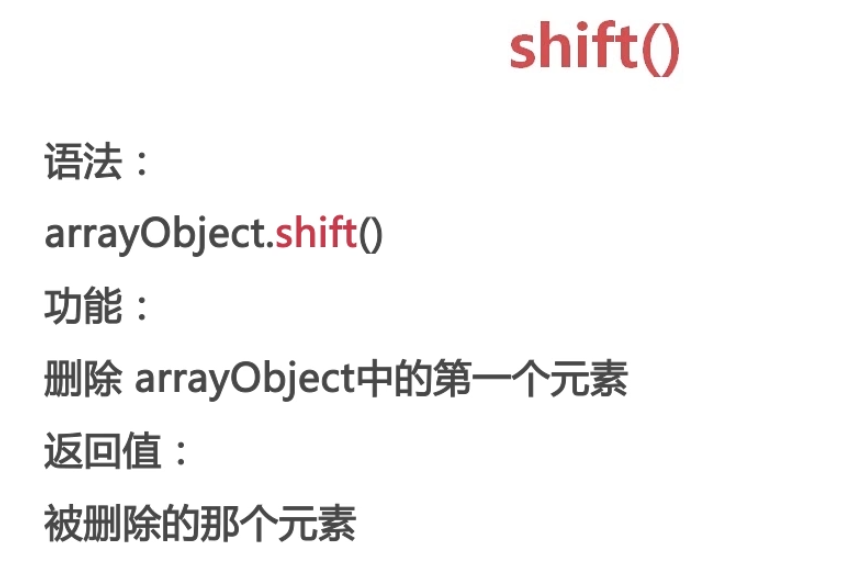 shift()
语法：
arrayObject.shift()
功能：
删除 arrayObject中的第一个元素
返回值：
被删除的那个元素